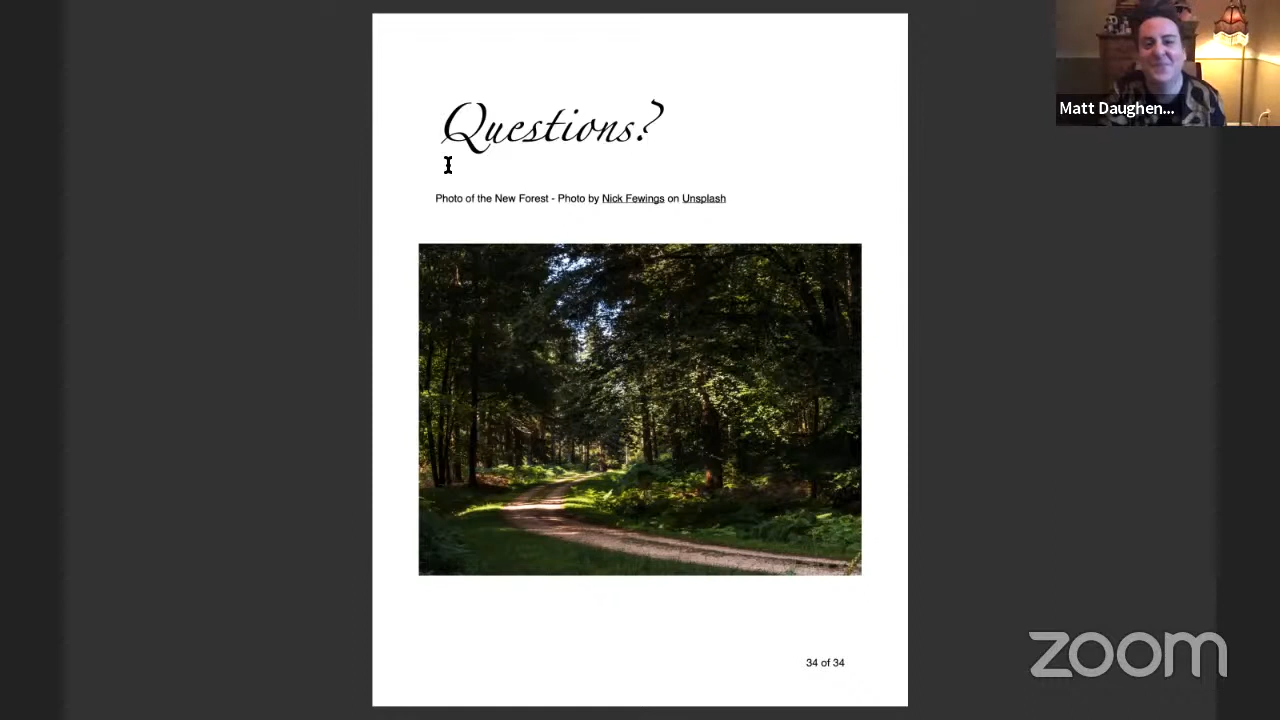 Matt Daughen...
Questions?
Photo of the New Forest - Photo by Nick Fewings on Unsplash
34 of 34
zoom